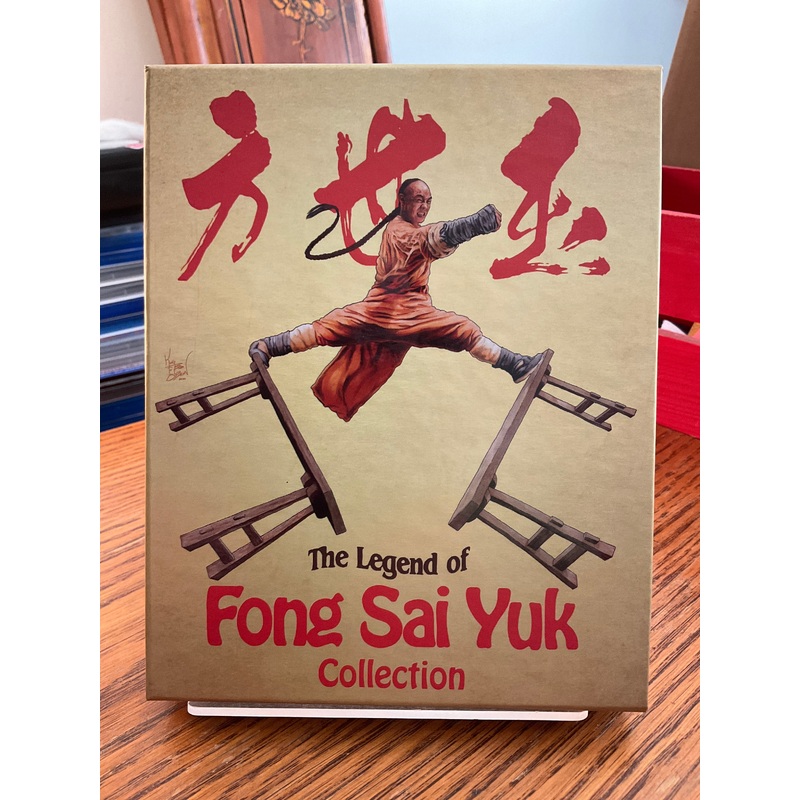 方世玉
The Legend of
Fong Sai Yuk
Collection